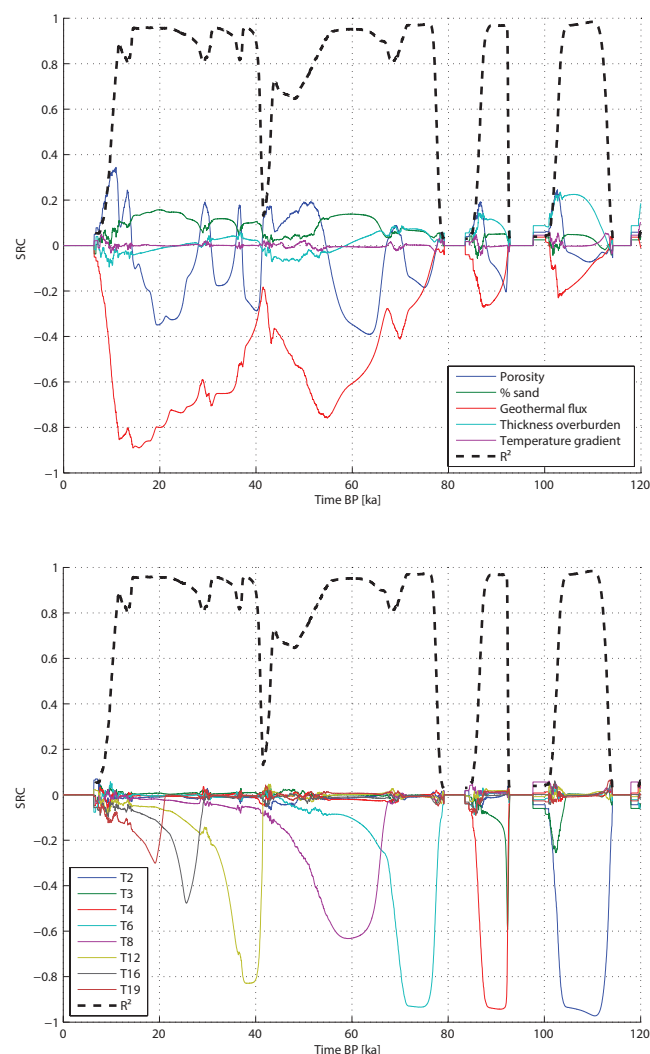 1
0.8
0.6
0.4
0.2
0
−0.2
−0.4
−0.6
−0.8
−1
SRC
Porosity
% sand
Geothermal flux
Thickness overburden
Temperature gradient
R²
0 20 40 60 80 100 120
Time BP [ka]
1
0.8
0.6
0.4
0.2
0
−0.2
−0.4
−0.6
−0.8
−1
SRC
T2
T3
T4
T6
T8
T12
T16
T19
R²
0 20 40 60 80 100 120
Time BP [ka]